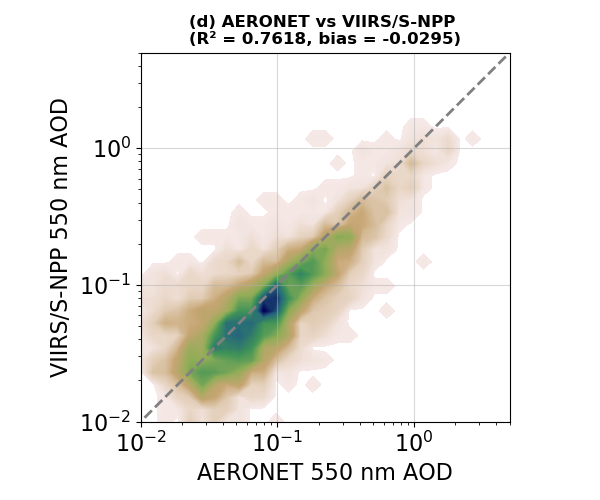 (d) AERONET vs VIIRS/S-NPP
(R² = 0.7618, bias = -0.0295)
VIIRS/S-NPP 550 nm AOD
10⁰
10⁻¹
10⁻²
10⁻² 10⁻¹ 10⁰
AERONET 550 nm AOD